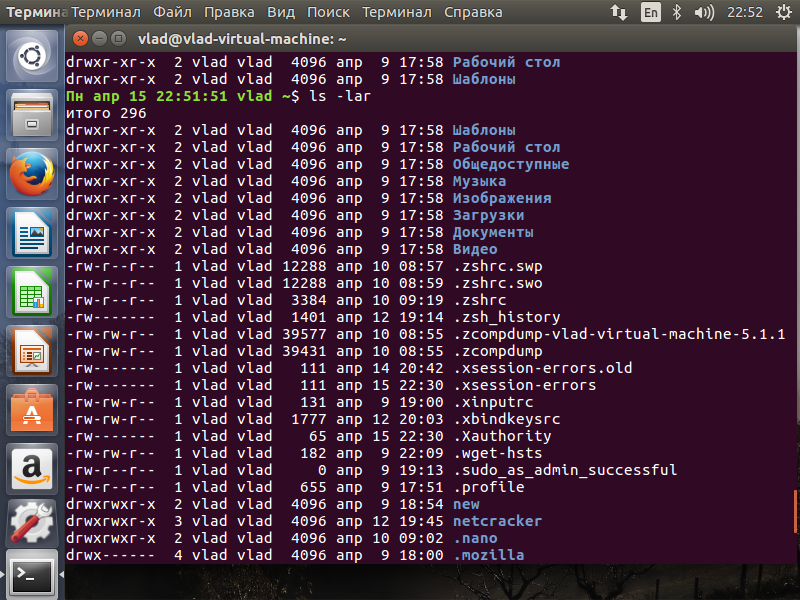 Термина Терминал Файл Правка Вид Поиск Терминал Справка En 22:52
vlad@vlad-virtual-machine: ~
drwxr-xr-x 2 vlad vlad 4096 апр 9 17:58 Рабочий стол
drwxr-xr-x 2 vlad vlad 4096 апр 9 17:58 Шаблоны
Пн апр 15 22:51:51 vlad ~$ ls -lar
итого 296
drwxr-xr-x 2 vlad vlad 4096 апр 9 17:58 Шаблоны
drwxr-xr-x 2 vlad vlad 4096 апр 9 17:58 Рабочий стол
drwxr-xr-x 2 vlad vlad 4096 апр 9 17:58 Общедоступные
drwxr-xr-x 2 vlad vlad 4096 апр 9 17:58 Музыка
drwxr-xr-x 2 vlad vlad 4096 апр 9 17:58 Изображения
drwxr-xr-x 2 vlad vlad 4096 апр 9 17:58 Загрузки
drwxr-xr-x 2 vlad vlad 4096 апр 9 17:58 Документы
drwxr-xr-x 2 vlad vlad 4096 апр 9 17:58 Видео
-rw-r--r-- 1 vlad vlad 12288 апр 10 08:57 .zshrc.swp
-rw-r--r-- 1 vlad vlad 12288 апр 10 08:59 .zshrc.swo
-rw-r--r-- 1 vlad vlad 3384 апр 10 09:19 .zshrc
-rw------- 1 vlad vlad 1401 апр 12 19:14 .zsh_history
-rw-rw-r-- 1 vlad vlad 39577 апр 10 08:55 .zcompdump-vlad-virtual-machine-5.1.1
-rw-rw-r-- 1 vlad vlad 39431 апр 10 08:55 .zcompdump
-rw------- 1 vlad vlad 111 апр 14 20:42 .xsession-errors.old
-rw------- 1 vlad vlad 111 апр 15 22:30 .xsession-errors
-rw-rw-r-- 1 vlad vlad 131 апр 9 19:00 .xinputrc
-rw-rw-r-- 1 vlad vlad 1777 апр 12 20:03 .xbindkeysrc
-rw------- 1 vlad vlad 65 апр 15 22:30 .Xauthority
-rw-rw-r-- 1 vlad vlad 182 апр 9 22:09 .wget-hsts
-rw-r--r-- 1 vlad vlad 0 апр 9 19:13 .sudo_as_admin_successful
-rw-r--r-- 1 vlad vlad 655 апр 9 17:51 .profile
drwxrwxr-x 2 vlad vlad 4096 апр 9 18:54 new
drwxrwxr-x 3 vlad vlad 4096 апр 12 19:45 netcracker
drwxrwxr-x 2 vlad vlad 4096 апр 10 09:02 .nano
drwx------ 4 vlad vlad 4096 апр 9 18:00 .mozilla